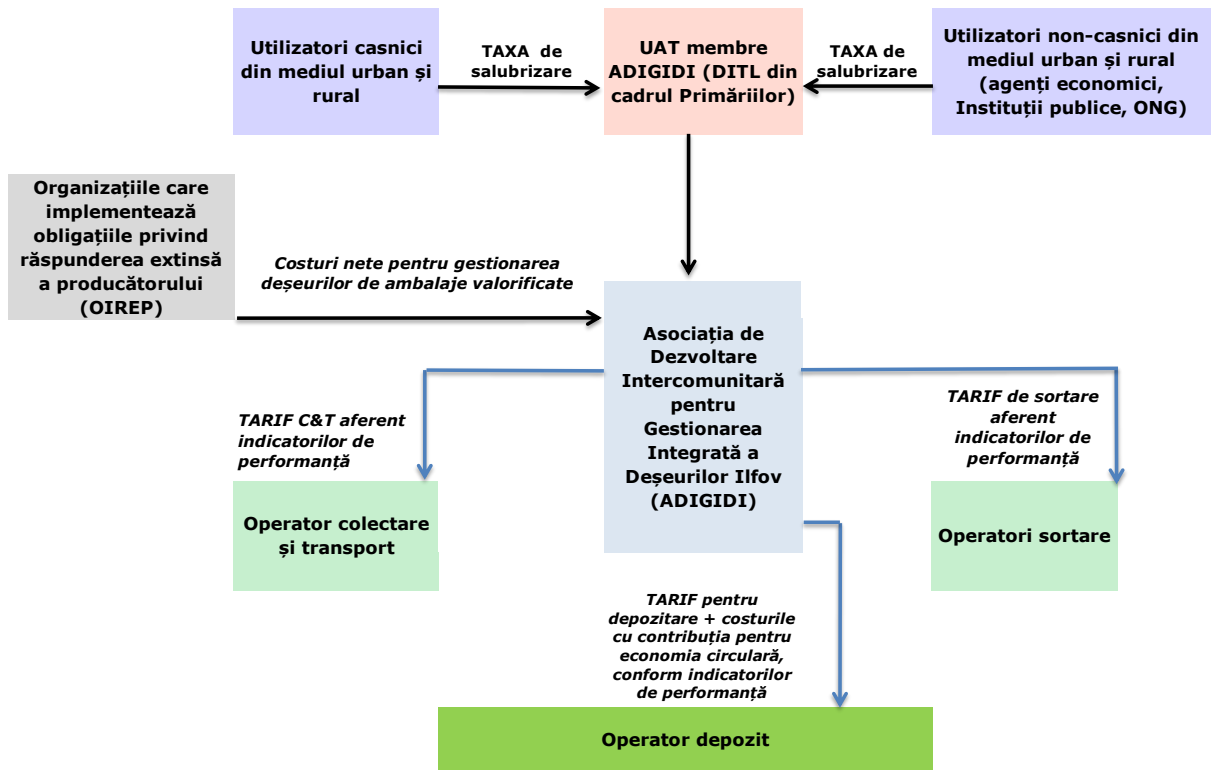 Utilizatori casnici
din mediul urban și
rural
TAXA de
salubrizare
UAT membre
ADIGIDI (DITL din
cadrul Primăriilor)
TAXA de
salubrizare
Utilizatori non-casnici din
mediul urban și rural
(agenți economici,
Instituții publice, ONG)
Organizațiile care
implementează
obligațiile privind
răspunderea extinsă
a producătorului
(OIREP)
Costuri nete pentru gestionarea
deșeurilor de ambalaje valorificate
Asociația de
Dezvoltare
Intercomunitară
pentru
Gestionarea
Integrată a
Deșeurilor Ilfov
(ADIGIDI)
TARIF C&T aferent
indicatorilor de
performanță
TARIF de sortare
aferent
indicatorilor de
performanță
Operator colectare
și transport
Operatori sortare
TARIF pentru
depozitare + costurile
cu contribuția pentru
economia circulară,
conform indicatorilor
de performanță
Operator depozit